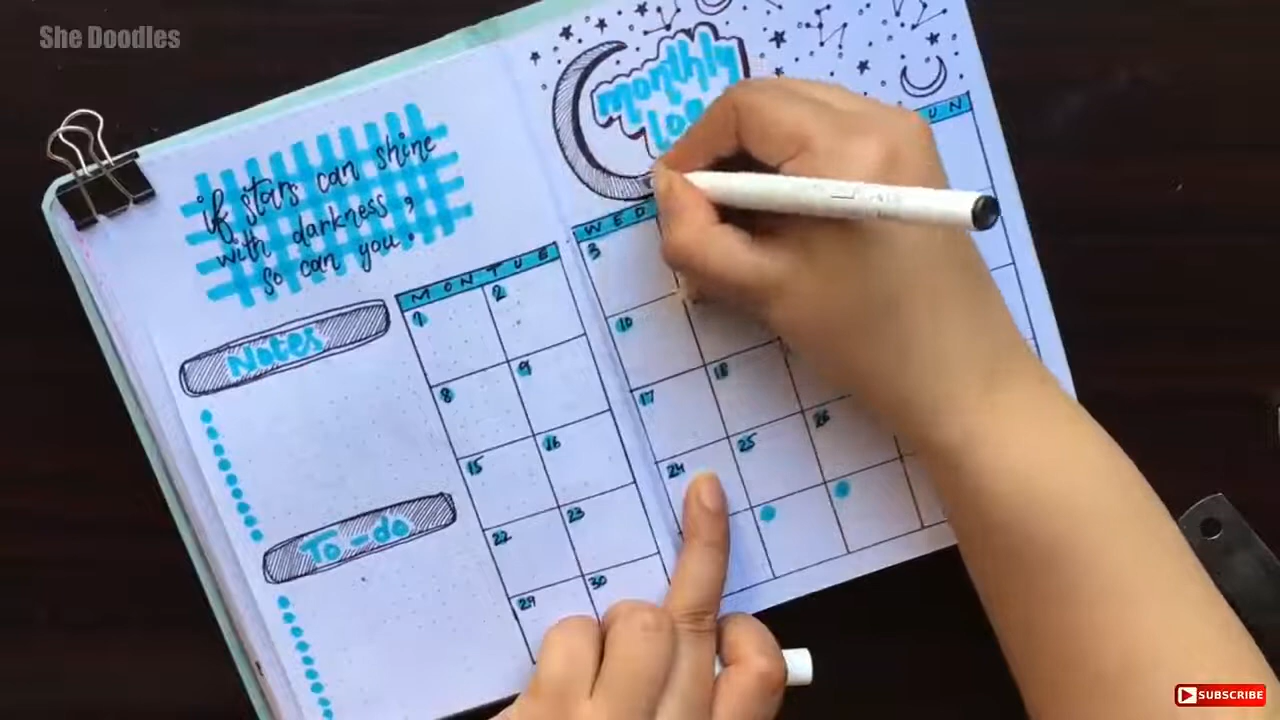 She Doodles
if stars can shine
with darkness,
so can you.
monthly
Notes
To-do
MON TUE
WED
UN
1 2
3
8 9
10
15 16
17 18
22 23
24 25 26
29 30
SUBSCRIBE